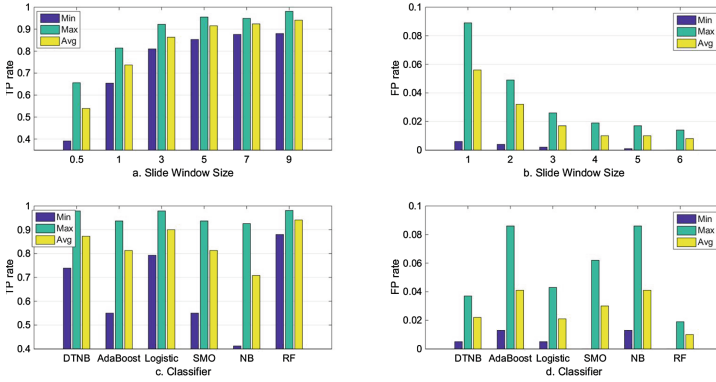 1
0.9
0.8
0.7
0.6
0.5
0.4
TP rate
Min
Max
Avg
0.5 1 3 5 7 9
a. Slide Window Size
0.1
0.08
0.06
0.04
0.02
0
FP rate
Min
Max
Avg
1 2 3 4 5 6
b. Slide Window Size
1
0.9
0.8
0.7
0.6
0.5
0.4
TP rate
Min
Max
Avg
DTNB AdaBoost Logistic SMO NB RF
c. Classifier
0.1
0.08
0.06
0.04
0.02
0
FP rate
Min
Max
Avg
DTNB AdaBoost Logistic SMO NB RF
d. Classifier